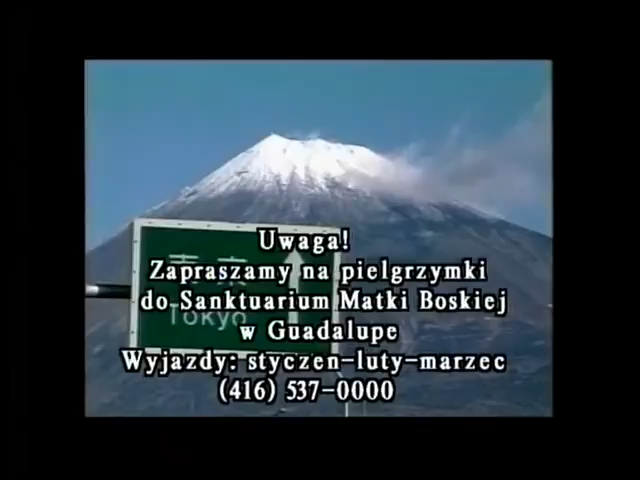 Uwaga!
Zapraszamy na pielgrzymki
do Sanktuarium Matki Boskiej
Tokyo
w Guadalupe
Wyjazdy: styczen-luty-marzec
(416) 537-0000